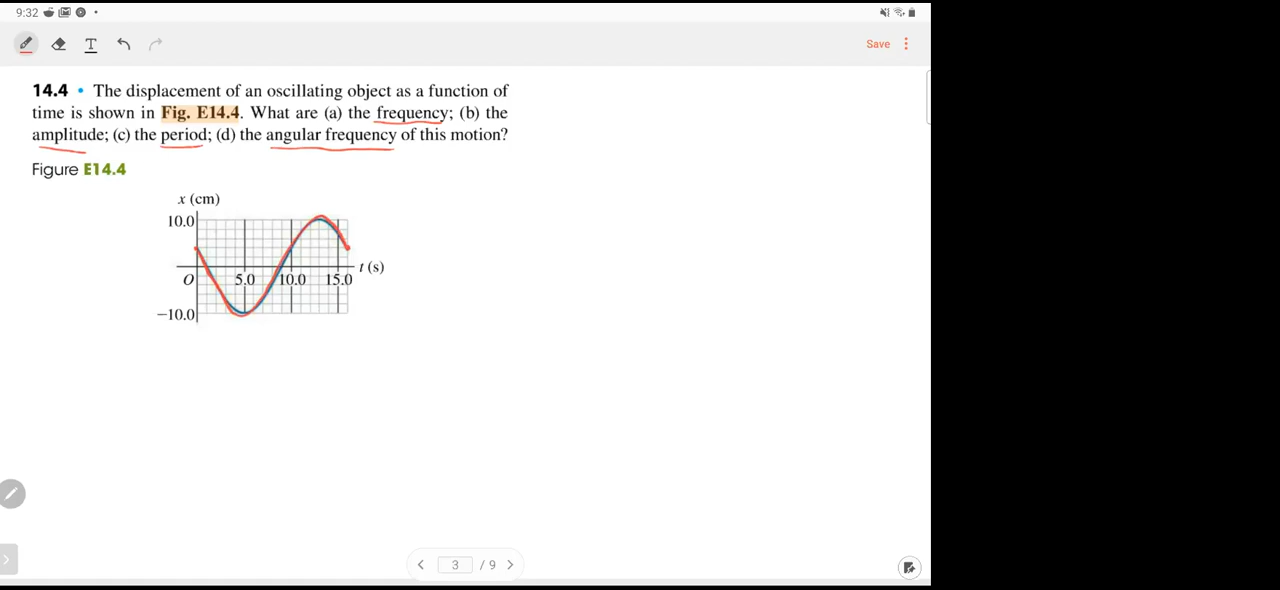 9:32
T
Save
14.4 • The displacement of an oscillating object as a function of
time is shown in Fig. E14.4. What are (a) the frequency; (b) the
amplitude; (c) the period; (d) the angular frequency of this motion?
Figure E14.4
x (cm)
10.0
t (s)
O 5.0 10.0 15.0
−10.0
3 / 9